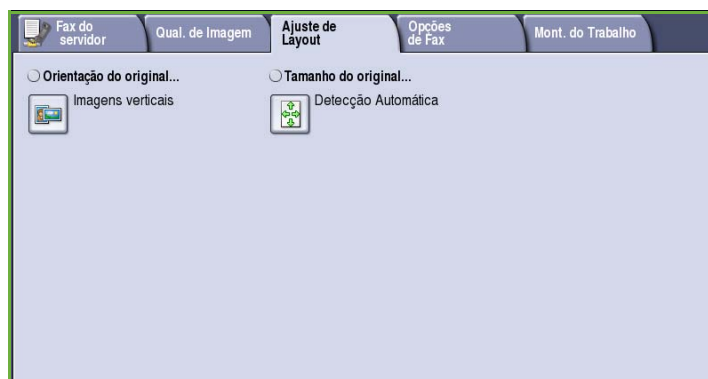 Fax do
servidor
Qual. de Imagem
Ajuste de
Layout
Opções
de Fax
Mont. do Trabalho
Orientação do original...
Imagens verticais
Tamanho do original...
Detecção Automática